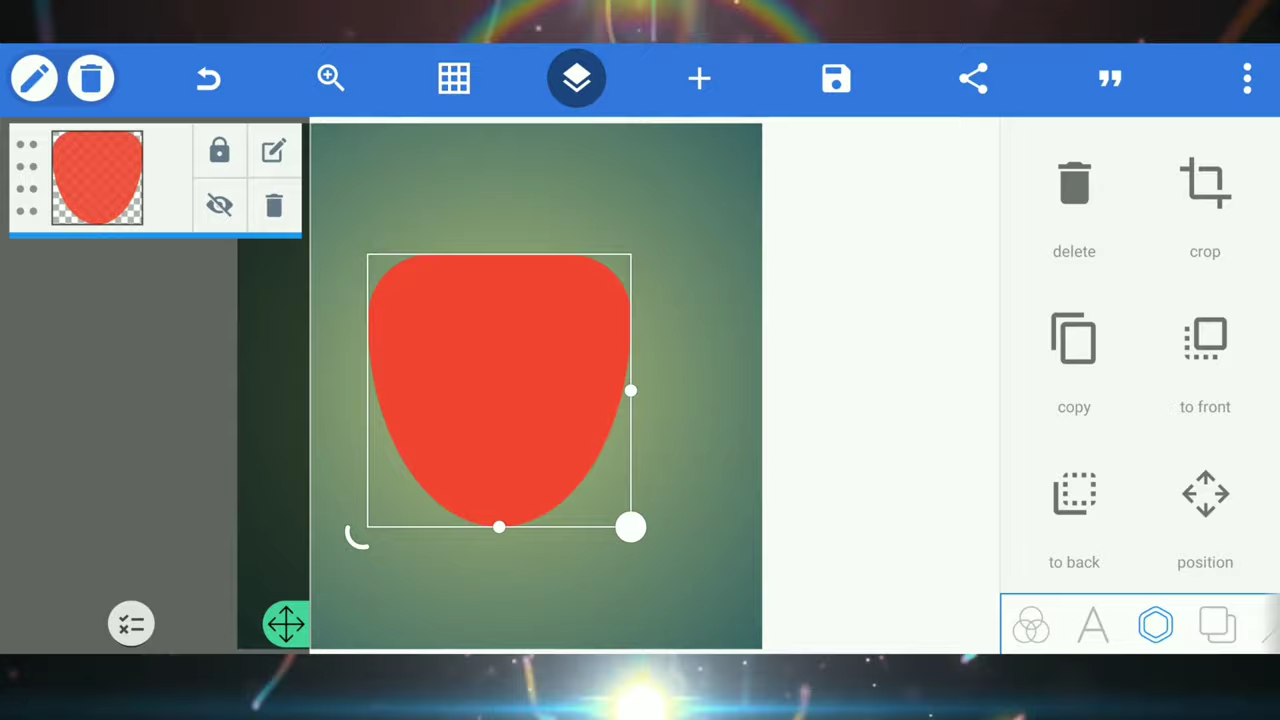 delete
crop
copy
to front
to back
position